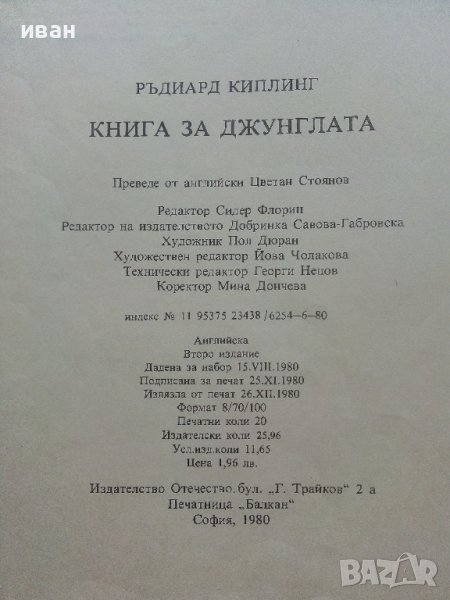 иван
РЪДИАРД КИПЛИНГ
КНИГА ЗА ДЖУНГЛАТА
Преведе от английски Цветан Стоянов
Редактор Сидер Флорин
Редактор на издателството Добринка Савова-Габровска
Художник Пол Дюран
Художествен редактор Йова Чолакова
Технически редактор Георги Нецов
Коректор Мина Дончева
индекс № 11 95375 23438/6254-6-80
Английска
Второ издание
Дадена за набор 15.VIII.1980
Подписана за печат 25.XI.1980
Излязла от печат 26.XII.1980
Формат 8/70/100
Печатни коли 20
Издателски коли 25,96
Усл.изд.коли 11,65
Цена 1,96 лв.
Издателство Отечество, бул. „Г. Трайков" 2 а
Печатница „Балкан"
София, 1980
BAZAR